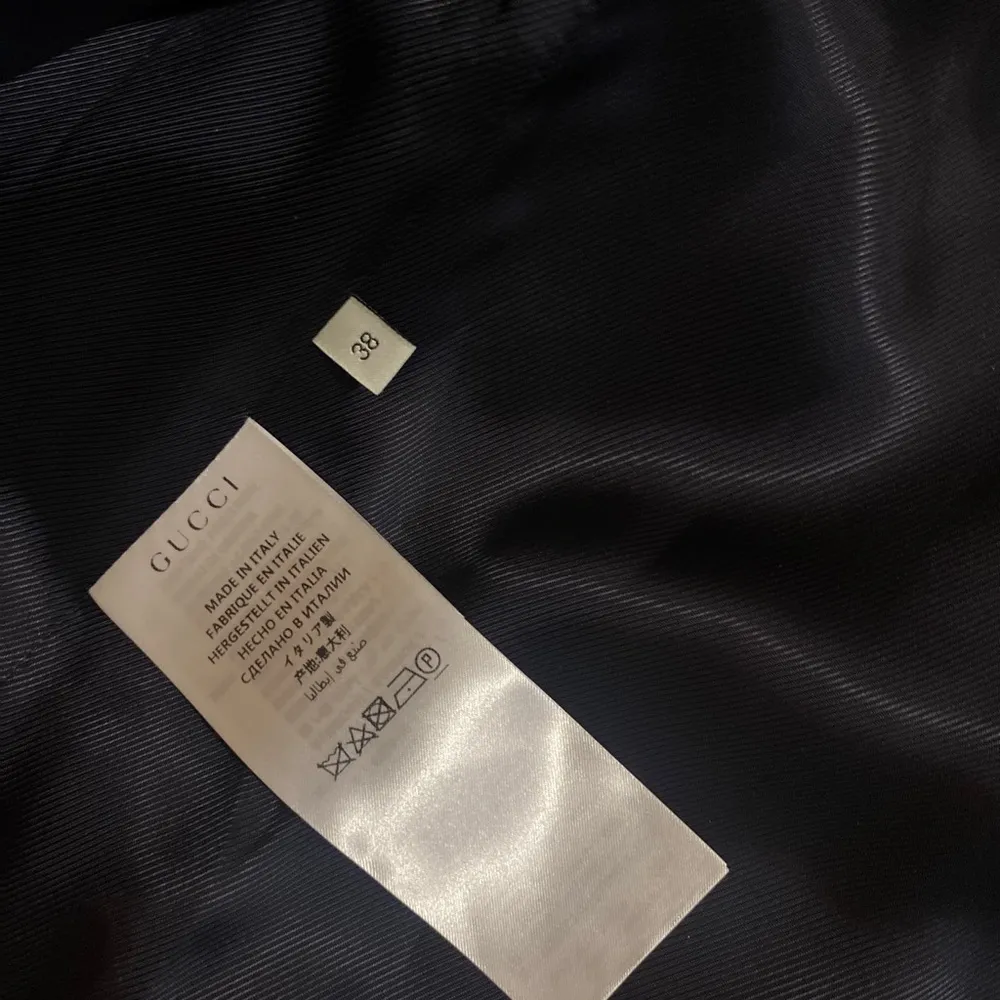 38
GUCCI
MADE IN ITALY
FABRIQUE EN ITALIE
HERGESTELLT IN ITALIEN
HECHO EN ITALIA
СДЕЛАНО В ИТАЛИИ
イタリア製
产地:意大利
صنع في إيطاليا
P